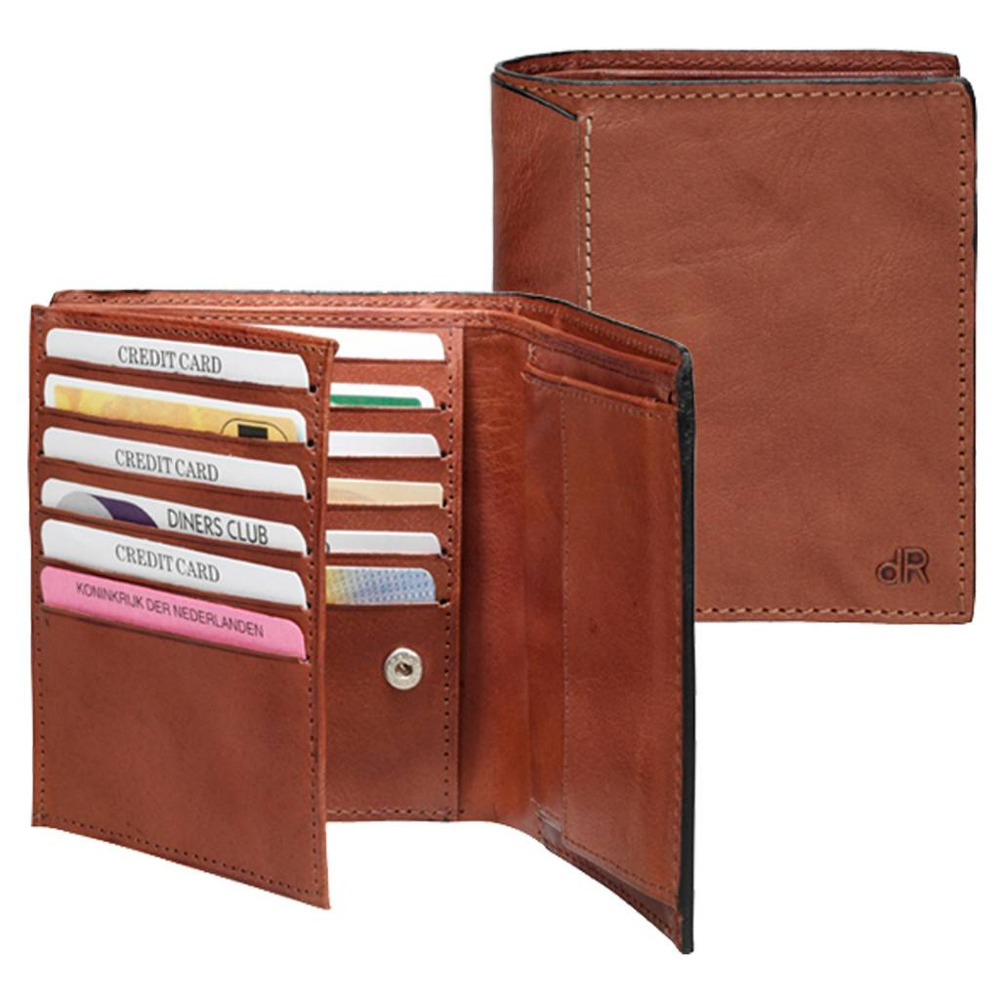 CREDIT CARD
CREDIT CARD
DINERS CLUB
CREDIT CARD
KONINKRIJK DER NEDERLANDEN
dR